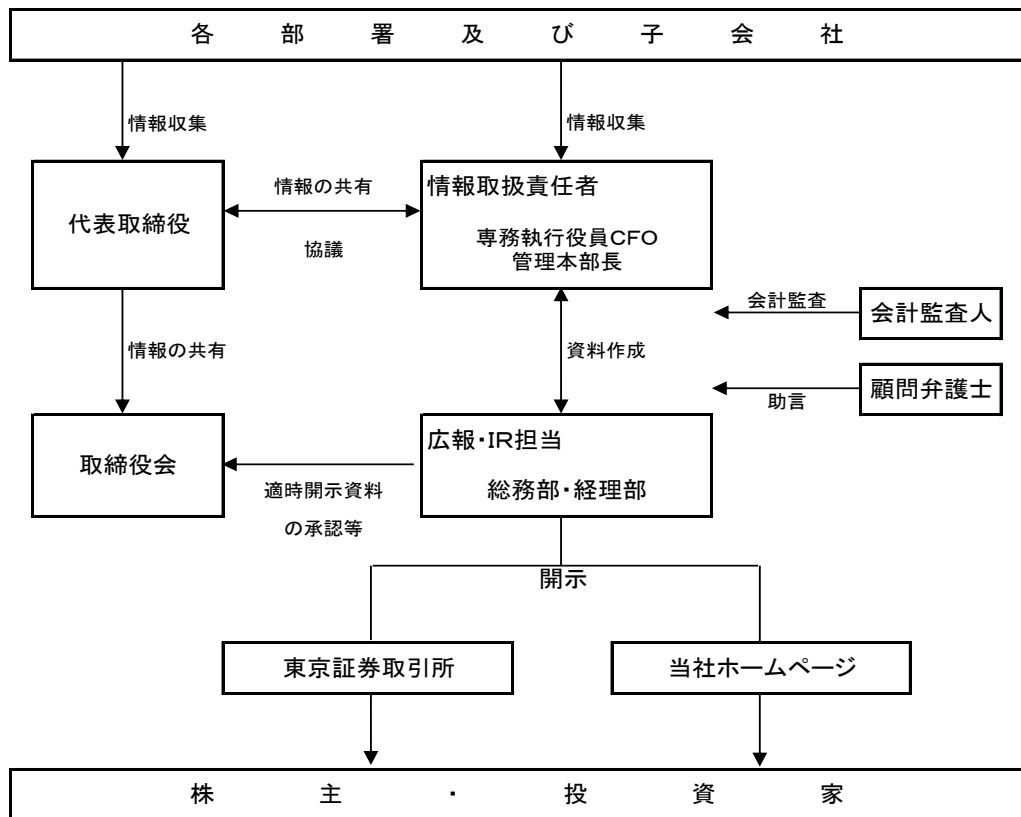 各部署及び子会社
情報収集
情報収集
代表取締役
情報の共有
協議
情報取扱責任者
専務執行役員CFO
管理本部長
会計監査
会計監査人
情報の共有
資料作成
助言
顧問弁護士
取締役会
適時開示資料
の承認等
広報・IR担当
総務部・経理部
開示
東京証券取引所
当社ホームページ
株主・投資家